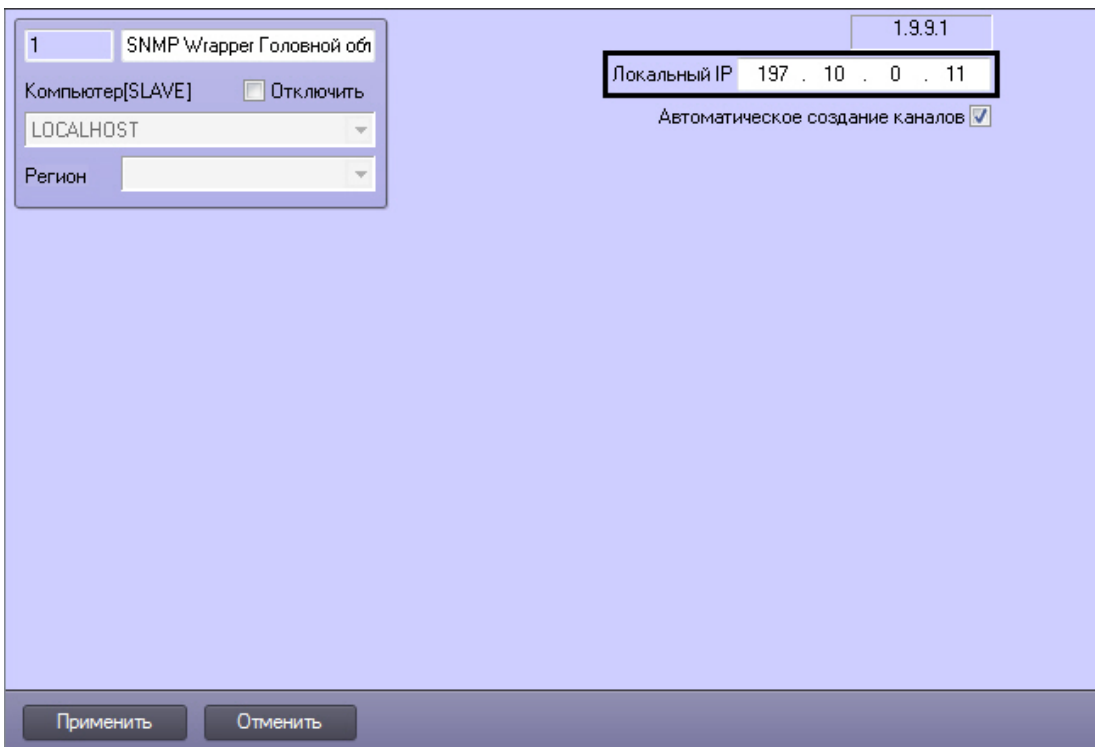 1 SNMP Wrapper Головной об
Компьютер[SLAVE] Отключить
LOCALHOST
Регион
1.9.9.1
Локальный IP 197 . 10 . 0 . 11
Автоматическое создание каналов
Применить Отменить